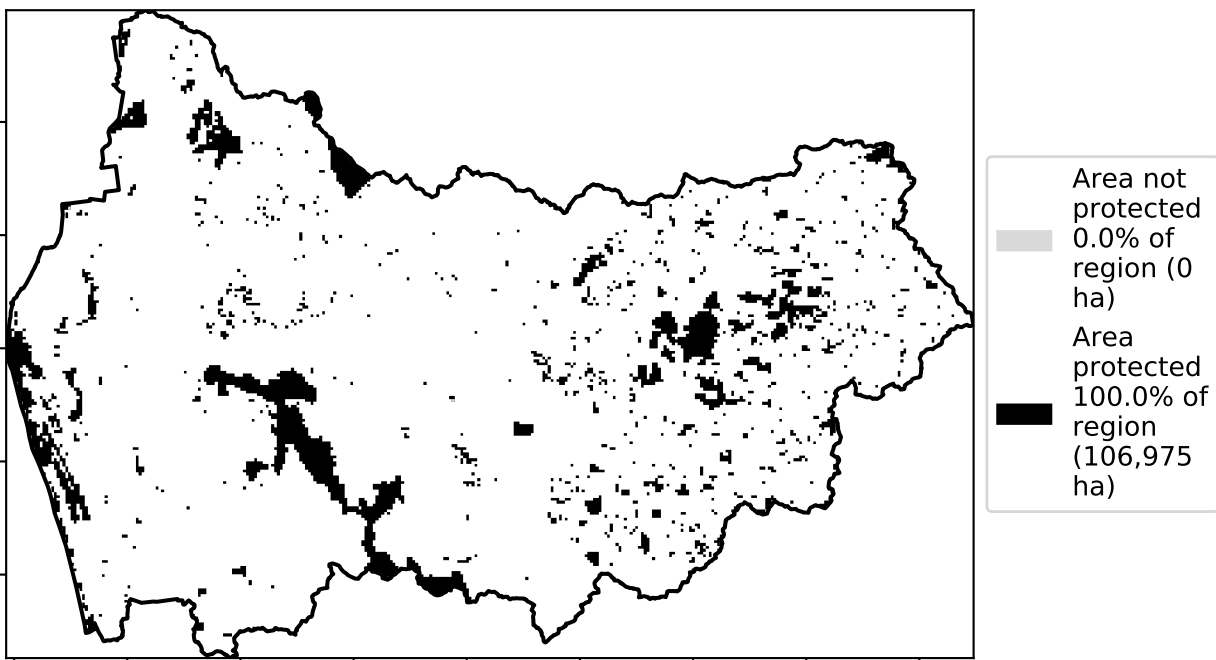 Area not
protected
0.0% of
region (0
ha)
Area
protected
100.0% of
region
(106,975
ha)